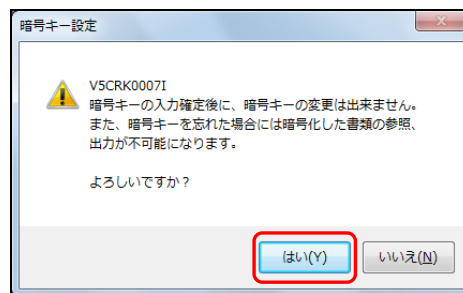 暗号キー設定
V5CRK0007I
暗号キーの入力確定後に、暗号キーの変更は出来ません。
また、暗号キーを忘れた場合には暗号化した書類の参照、
出力が不可能になります。
よろしいですか？
はい(Y)
いいえ(N)